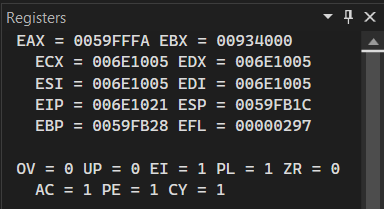 Registers
EAX = 0059FFFA EBX = 00934000
ECX = 006E1005 EDX = 006E1005
ESI = 006E1005 EDI = 006E1005
EIP = 006E1021 ESP = 0059FB1C
EBP = 0059FB28 EFL = 00000297
OV = 0 UP = 0 EI = 1 PL = 1 ZR = 0
AC = 1 PE = 1 CY = 1